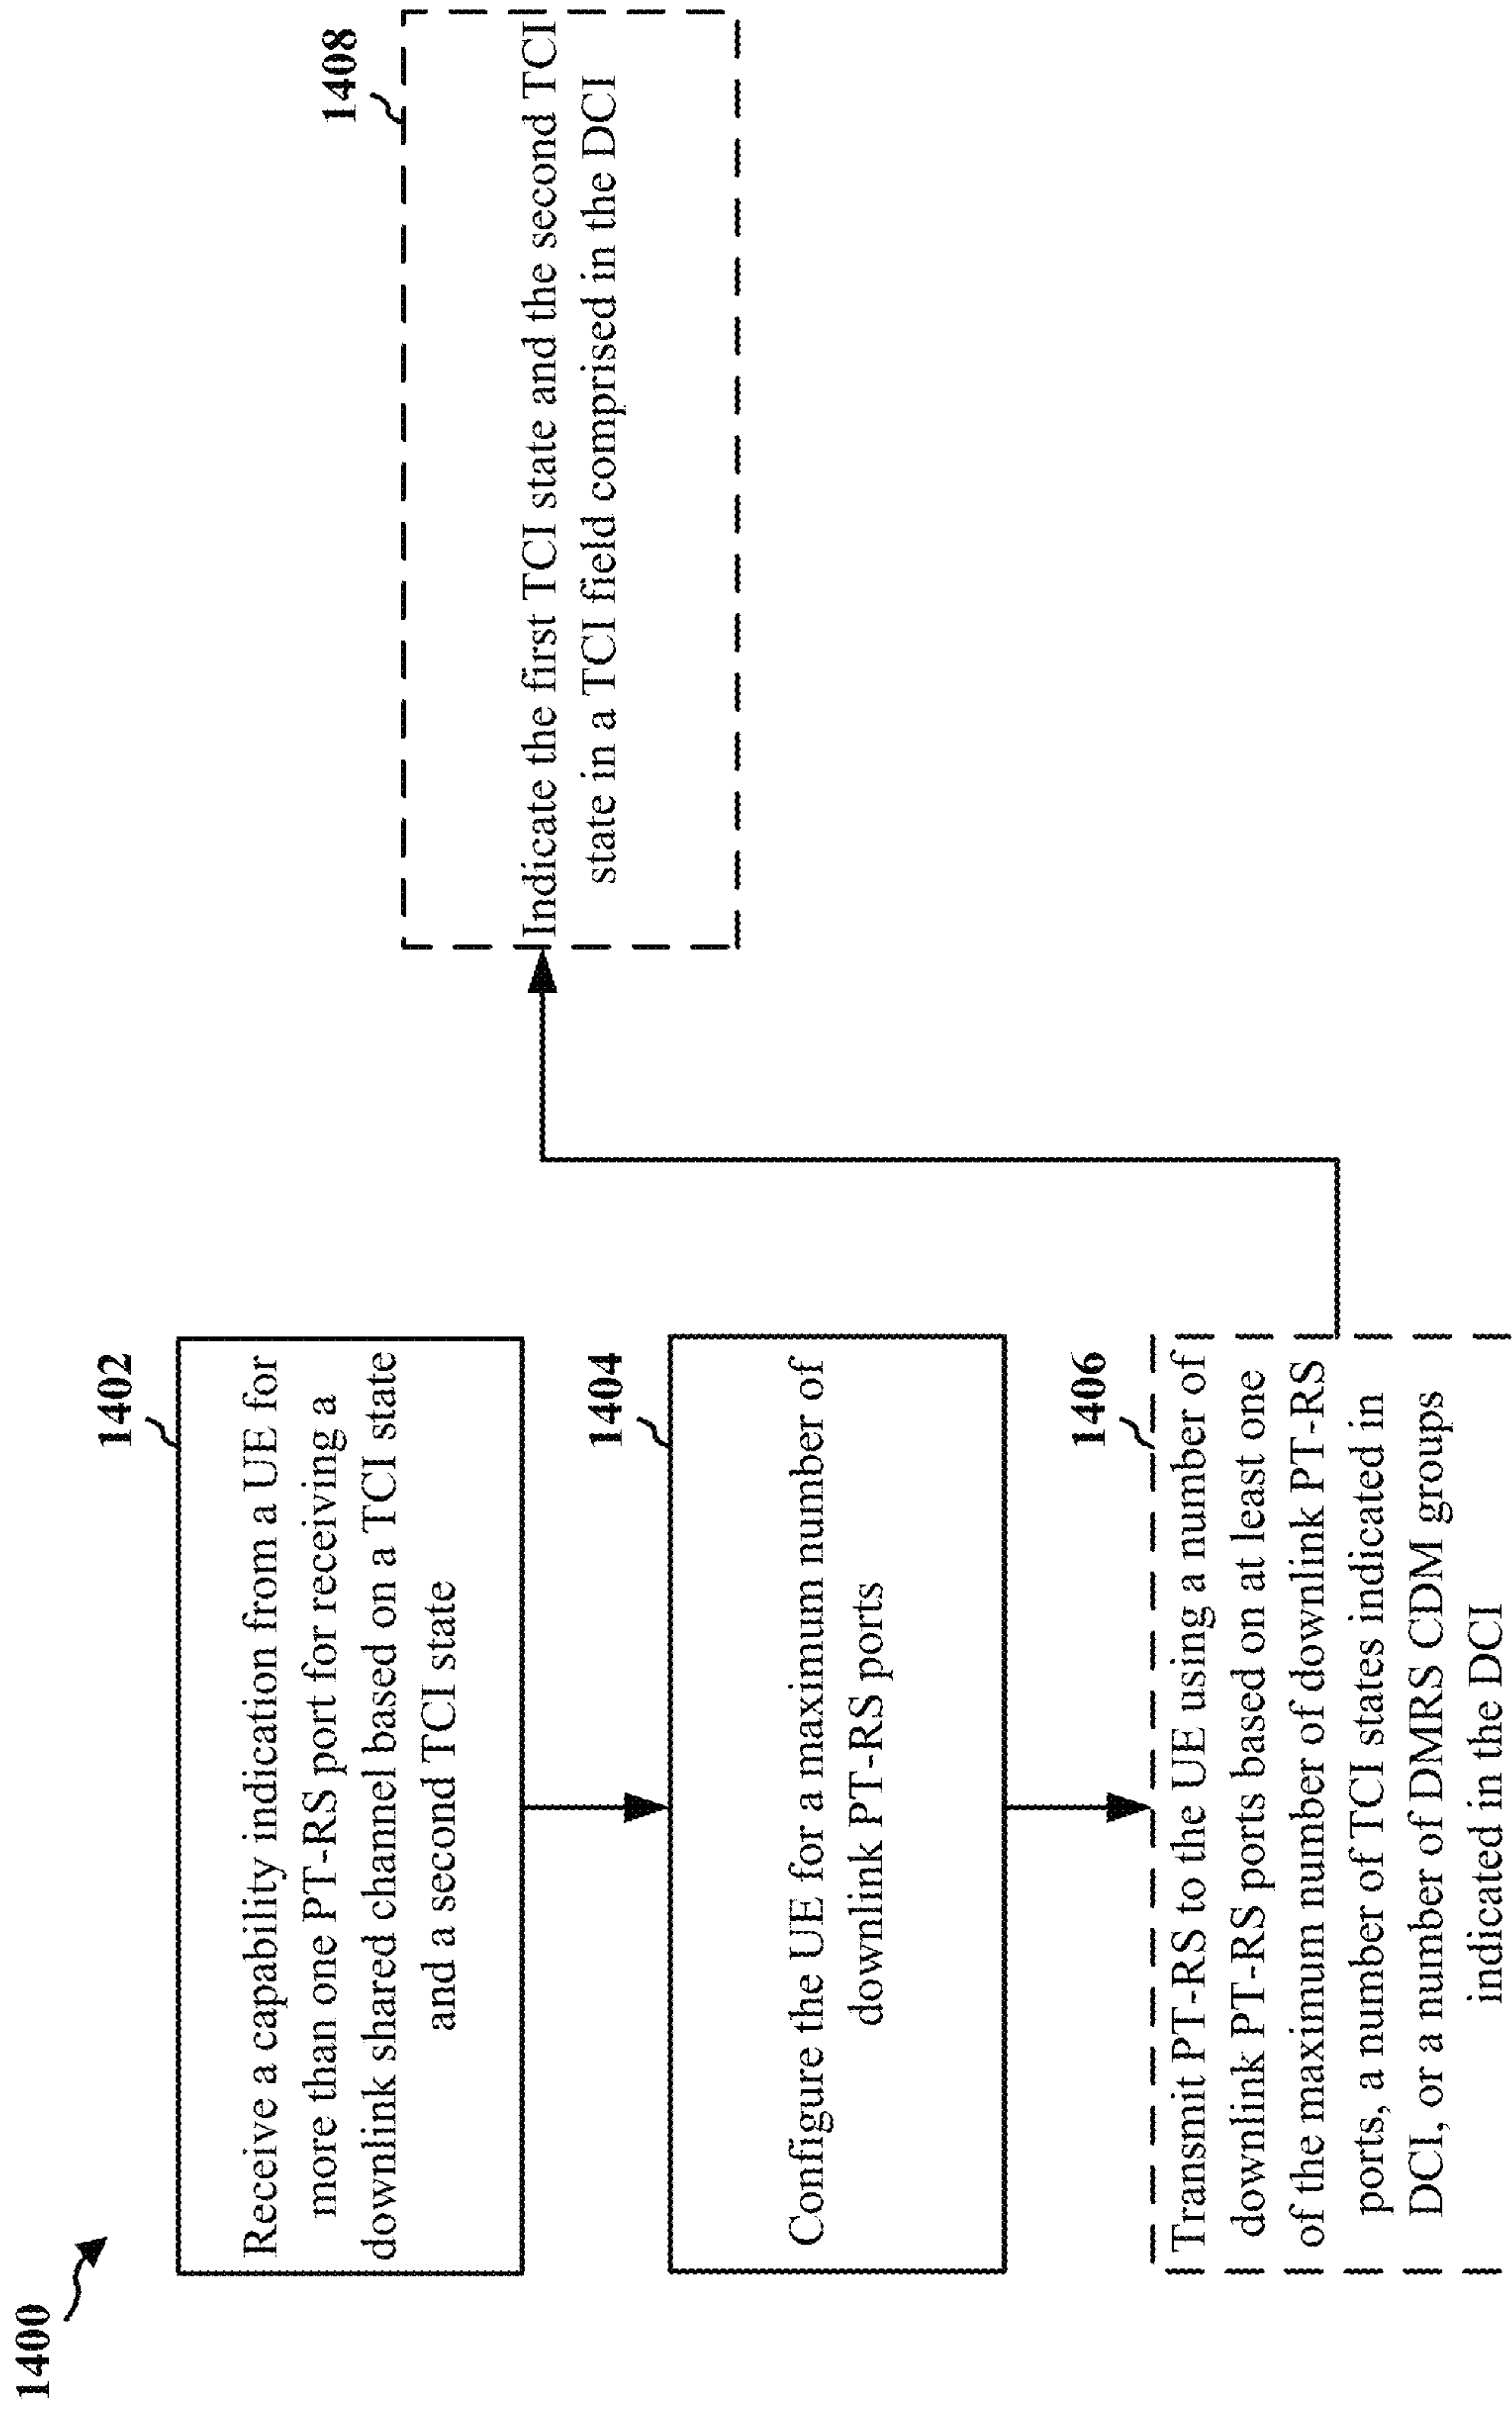 1400
1402
Receive a capability indication from a UE for
more than one PT-RS port for receiving a
downlink shared channel based on a TCI state
and a second TCI state
1404
Configure the UE for a maximum number of
downlink PT-RS ports
1406
Transmit PT-RS to the UE using a number of
downlink PT-RS ports based on at least one
of the maximum number of downlink PT-RS
ports, a number of TCI states indicated in
DCI, or a number of DMRS CDM groups
indicated in the DCI
1408
Indicate the first TCI state and the second TCI
state in a TCI field comprised in the DCI